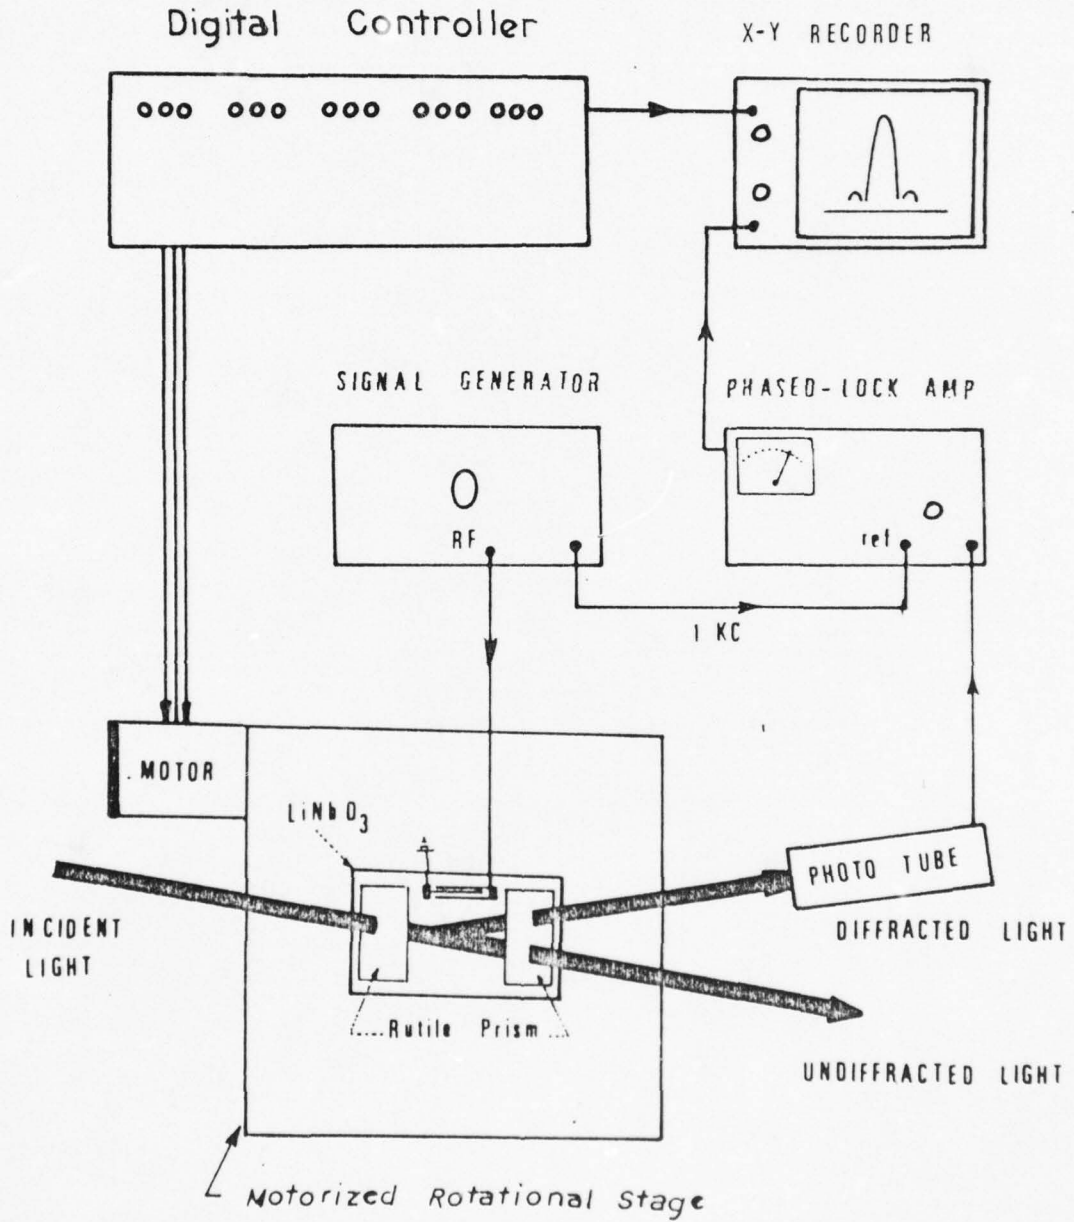 Digital Controller
X-Y RECORDER
SIGNAL GENERATOR
PHASED-LOCK AMP
RF
ref
1 KC
MOTOR
LiNbO3
PHOTO TUBE
INCIDENT
LIGHT
DIFFRACTED LIGHT
Rutile Prism
UNDIFFRACTED LIGHT
Motorized Rotational Stage